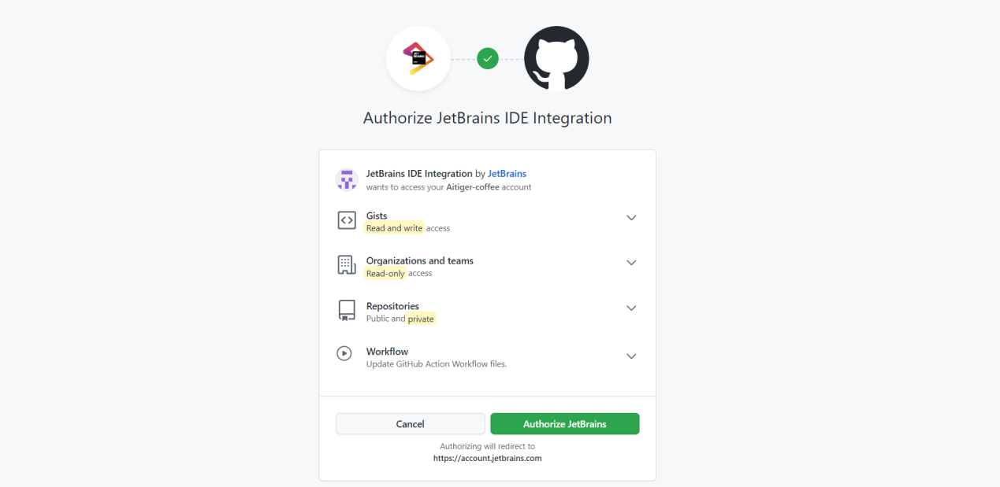 JET
BRAINS
Authorize JetBrains IDE Integration
JetBrains IDE Integration by JetBrains
wants to access your Aitiger-coffee account
Gists
Read and write access
Organizations and teams
Read-only access
Repositories
Public and private
Workflow
Update GitHub Action Workflow files.
Cancel
Authorize JetBrains
Authorizing will redirect to
https://account.jetbrains.com